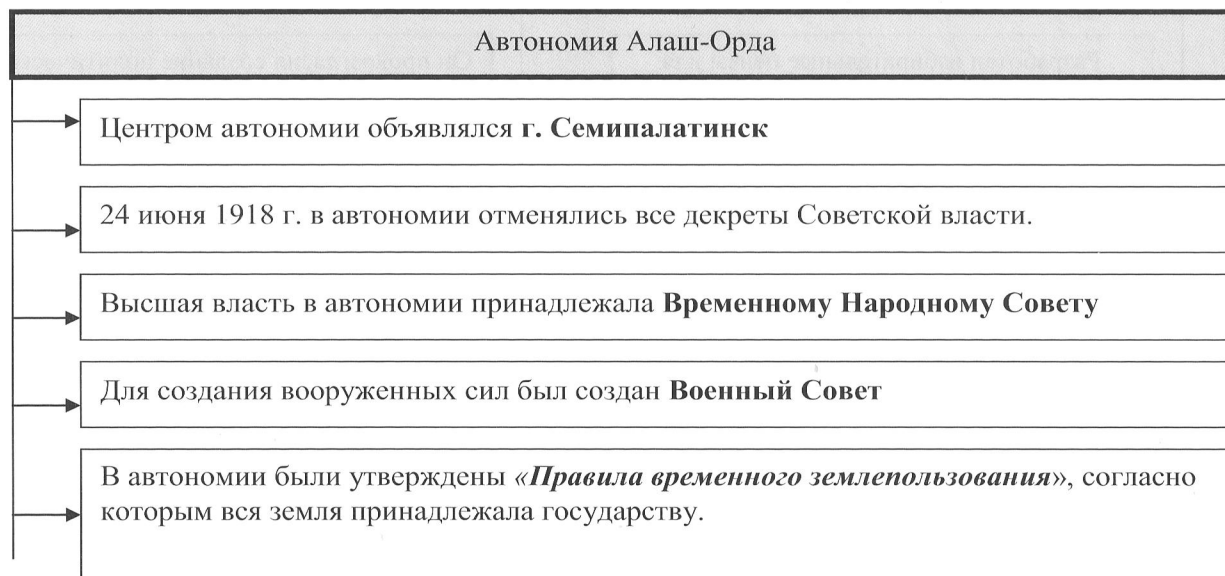 Автономия Алаш-Орда
Центром автономии объявлялся г. Семипалатинск
24 июня 1918 г. в автономии отменялись все декреты Советской власти.
Высшая власть в автономии принадлежала Временному Народному Совету
Для создания вооруженных сил был создан Военный Совет
В автономии были утверждены «Правила временного землепользования», согласно
которым вся земля принадлежала государству.